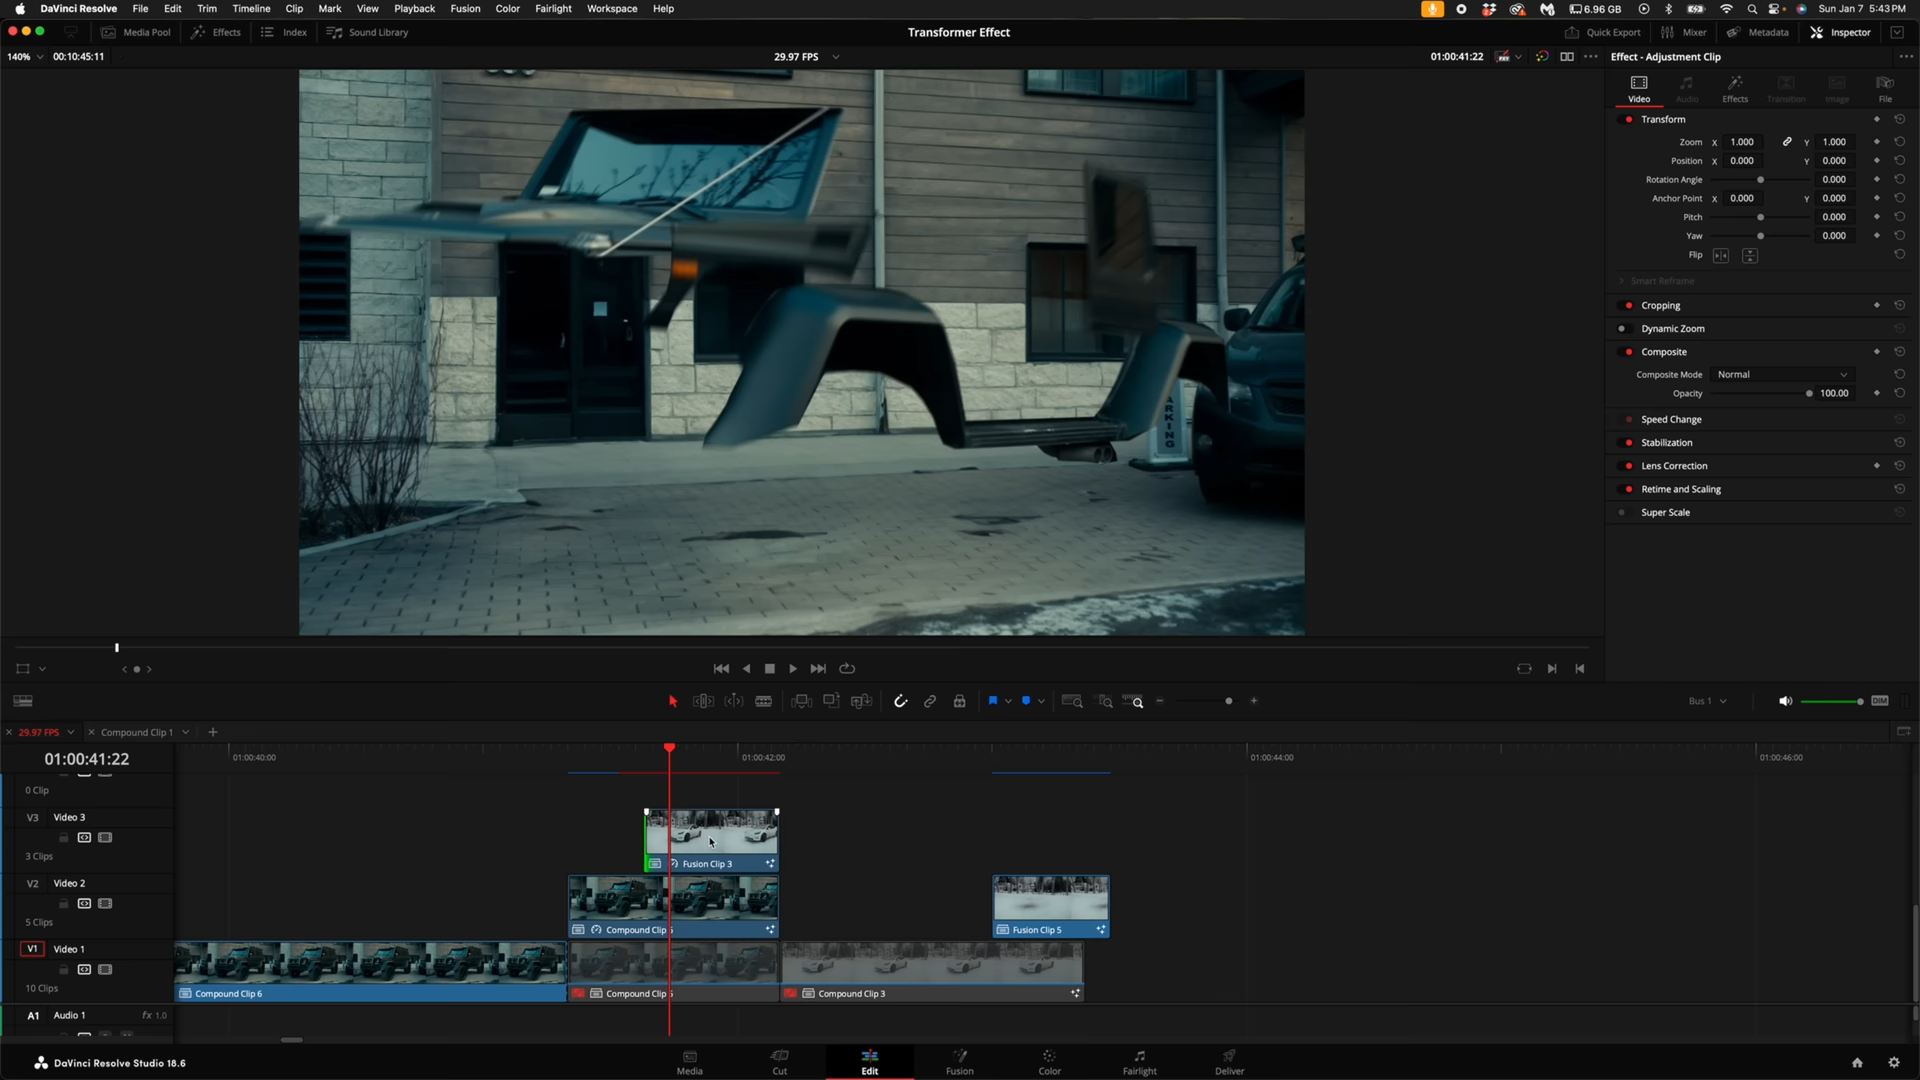 DaVinci Resolve File Edit Trim Timeline Clip Mark View Playback Fusion Color Fairlight Workspace Help 6.96 GB Sun Jan 7 5:43 PM
Media Pool Effects Index Sound Library Transformer Effect Quick Export Mixer Metadata Inspector
140% 00:10:45:11 29.97 FPS 01:00:41:22 Effect - Adjustment Clip
Video Audio Effects Transition Image File
Transform
Zoom X 1.000 Y 1.000
Position X 0.000 Y 0.000
Rotation Angle 0.000
Anchor Point X 0.000 Y 0.000
Pitch 0.000
Yaw 0.000
Flip
Smart Reframe
Cropping
Dynamic Zoom
Composite
Composite Mode Normal
Opacity 100.00
Speed Change
Stabilization
Lens Correction
Retime and Scaling
Super Scale
PARKING
Bus 1 DIM
29.97 FPS Compound Clip 1
01:00:41:22 01:00:40:00 01:00:42:00 01:00:44:00 01:00:46:00
0 Clip
V3 Video 3
3 Clips Fusion Clip 3
V2 Video 2
5 Clips Compound Clip 6 Fusion Clip 5
V1 Video 1
10 Clips Compound Clip 6 Compound Clip 6 Compound Clip 3
A1 Audio 1 fx 1.0
DaVinci Resolve Studio 18.6 Media Cut Edit Fusion Color Fairlight Deliver